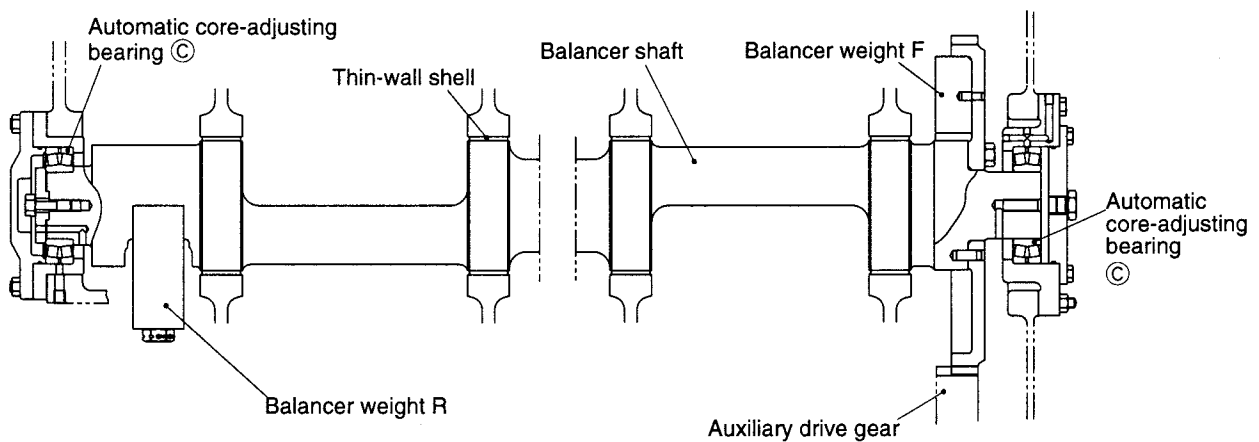 Automatic core-adjusting
bearing Ⓒ
Thin-wall shell
Balancer shaft
Balancer weight F
Automatic
core-adjusting
bearing
Ⓒ
Balancer weight R
Auxiliary drive gear